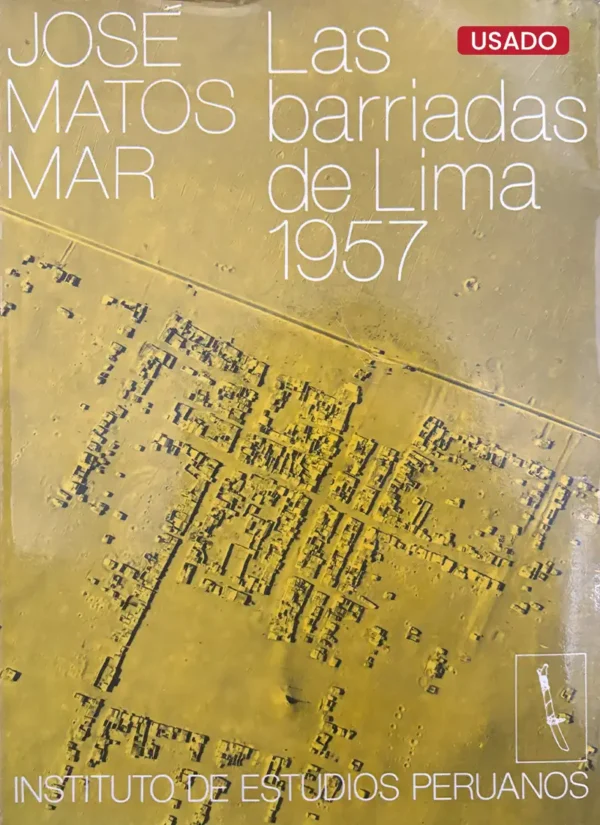 JOSÉ
MATOS
MAR
Las
barriadas
de Lima
1957
USADO
INSTITUTO DE ESTUDIOS PERUANOS